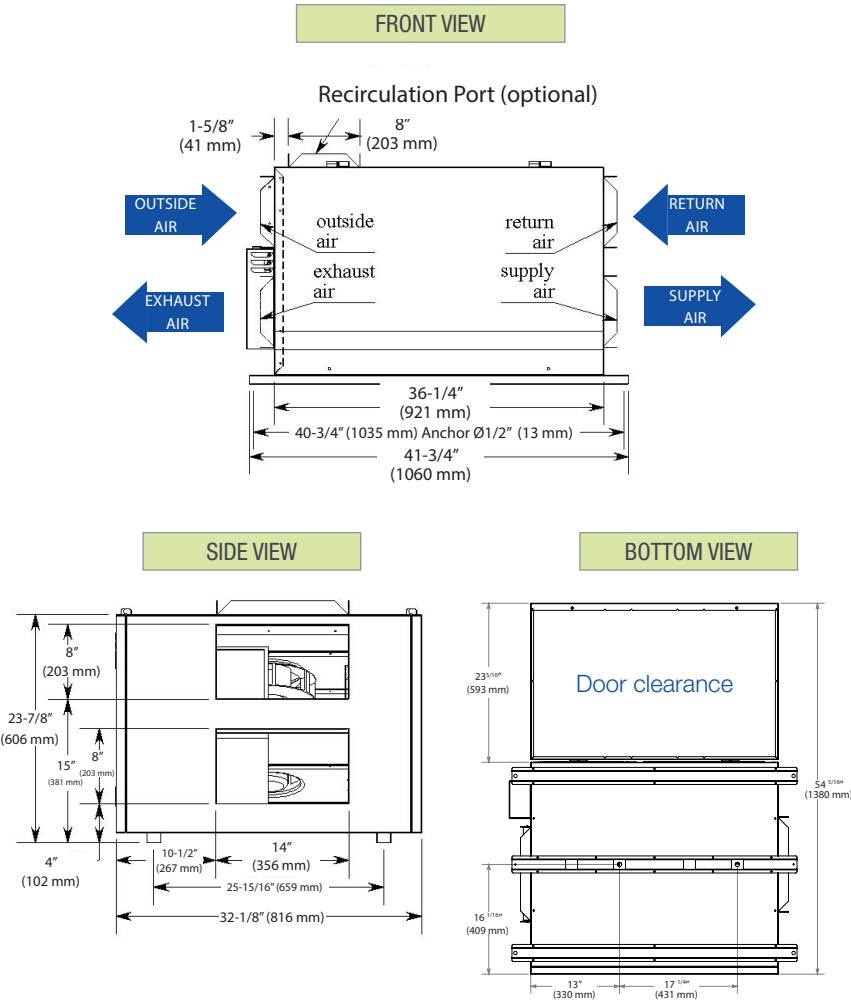 FRONT VIEW
Recirculation Port (optional)
1-5/8"
(41 mm)
8"
(203 mm)
OUTSIDE
AIR
outside
air
return
air
RETURN
AIR
EXHAUST
AIR
exhaust
air
supply
air
SUPPLY
AIR
36-1/4"
(921 mm)
40-3/4" (1035 mm) Anchor Ø1/2" (13 mm)
41-3/4"
(1060 mm)
SIDE VIEW
8"
(203 mm)
23-7/8"
(606 mm)
15"
(381 mm)
8"
(203 mm)
4"
(102 mm)
10-1/2"
(267 mm)
14"
(356 mm)
25-15/16" (659 mm)
32-1/8" (816 mm)
BOTTOM VIEW
23 5/16"
(593 mm)
Door clearance
54 5/16"
(1380 mm)
16 1/16"
(409 mm)
13"
(330 mm)
17 1/4"
(431 mm)